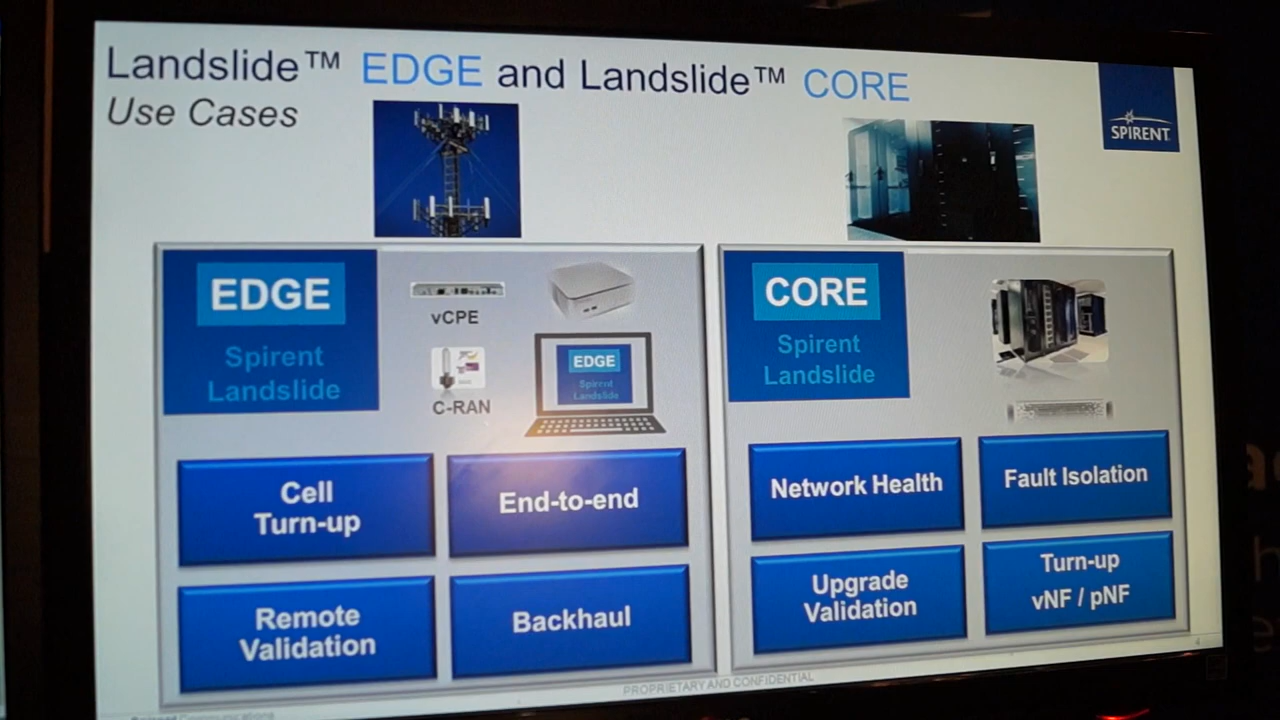 Landslide™ EDGE and Landslide™ CORE
Use Cases
SPIRENT
EDGE
Spirent
Landslide
vCPE
C-RAN
EDGE
Spirent
Landslide
Cell
Turn-up
End-to-end
Remote
Validation
Backhaul
CORE
Spirent
Landslide
Network Health
Fault Isolation
Upgrade
Validation
Turn-up
vNF / pNF
PROPRIETARY AND CONFIDENTIAL
4